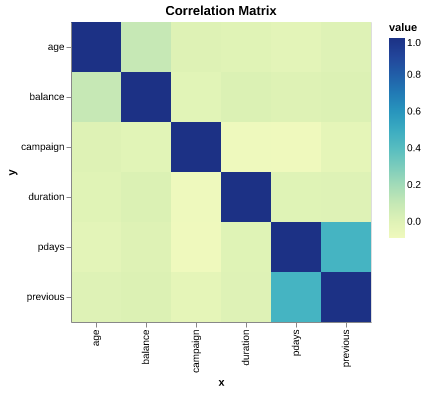 Correlation Matrix
value
age
balance
campaign
duration
pdays
previous
y
1.0
0.8
0.6
0.4
0.2
0.0
age
balance
campaign
duration
pdays
previous
x